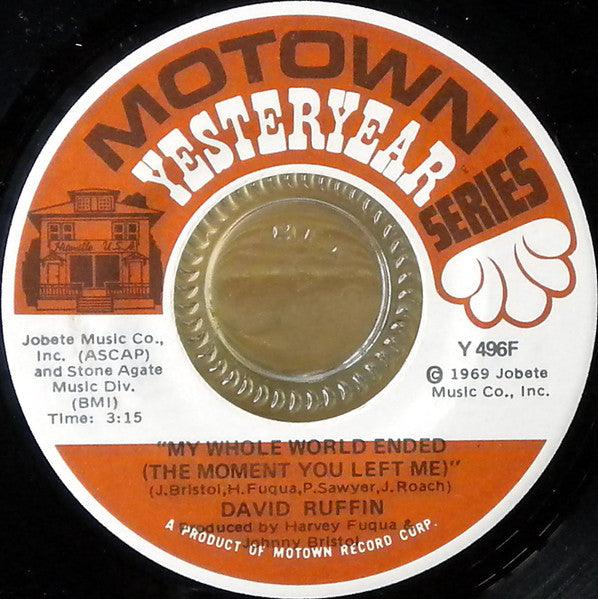 MOTOWN
YESTERYEAR
SERIES
Hitsville U.S.A.
Jobete Music Co.,
Inc. (ASCAP)
and Stone Agate
Music Div.
(BMI)
Time: 3:15
Y 496F
© 1969 Jobete
Music Co., Inc.
"MY WHOLE WORLD ENDED
(THE MOMENT YOU LEFT ME)"
(J.Bristol, H. Fuqua, P.Sawyer, J. Roach)
DAVID RUFFIN
Produced by Harvey Fuqua &
Johnny Bristol
A PRODUCT OF MOTOWN RECORD CORP.